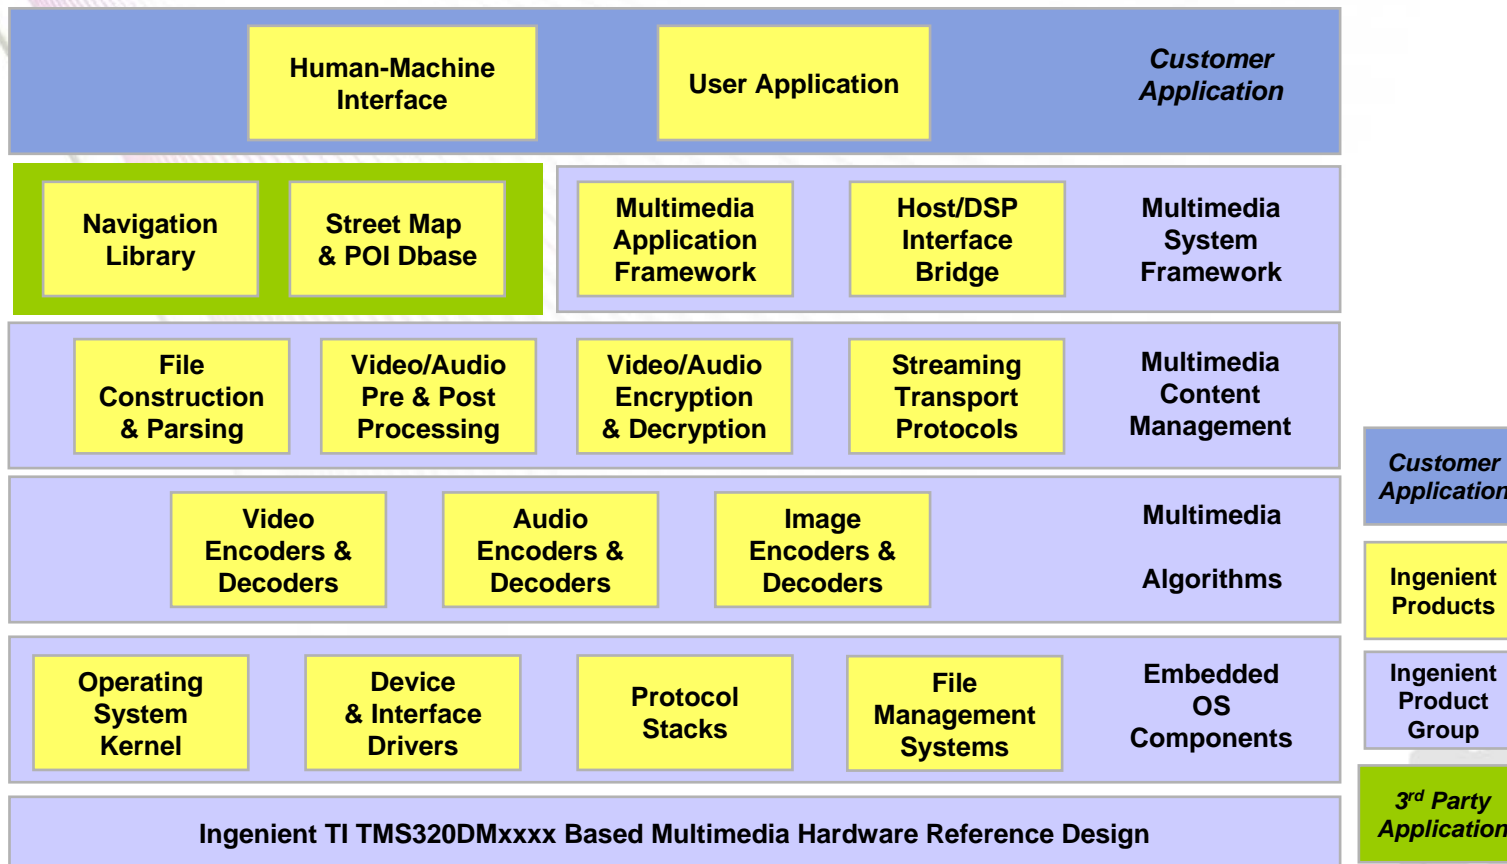 Human-Machine
Interface
User Application
Customer
Application
Navigation
Library
Street Map
& POI Dbase
Multimedia
Application
Framework
Host/DSP
Interface
Bridge
Multimedia
System
Framework
File
Construction
& Parsing
Video/Audio
Pre & Post
Processing
Video/Audio
Encryption
& Decryption
Streaming
Transport
Protocols
Multimedia
Content
Management
Video
Encoders &
Decoders
Audio
Encoders &
Decoders
Image
Encoders &
Decoders
Multimedia
Algorithms
Operating
System
Kernel
Device
& Interface
Drivers
Protocol
Stacks
File
Management
Systems
Embedded
OS
Components
Ingenient TI TMS320DMxxxx Based Multimedia Hardware Reference Design
Customer
Application
Ingenient
Products
Ingenient
Product
Group
3rd Party
Application